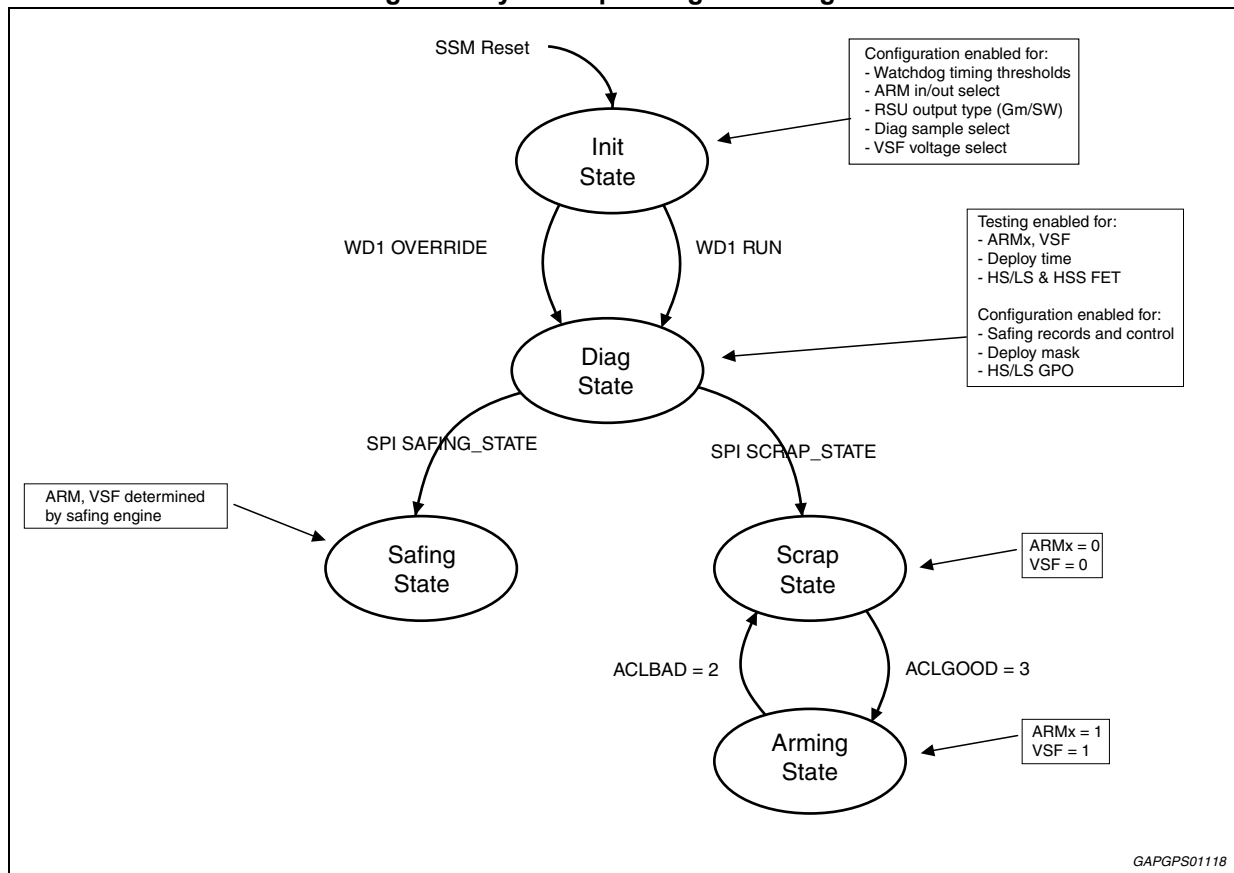 SSM Reset
Configuration enabled for:
- Watchdog timing thresholds
- ARM in/out select
- RSU output type (Gm/SW)
- Diag sample select
- VSF voltage select
Init
State
WD1 OVERRIDE
WD1 RUN
Testing enabled for:
- ARMx, VSF
- Deploy time
- HS/LS & HSS FET
Configuration enabled for:
- Safing records and control
- Deploy mask
- HS/LS GPO
Diag
State
SPI SAFING_STATE
SPI SCRAP_STATE
ARM, VSF determined
by safing engine
Safing
State
Scrap
State
ARMx = 0
VSF = 0
ACLBAD = 2
ACLGOOD = 3
Arming
State
ARMx = 1
VSF = 1
GAPGPS01118